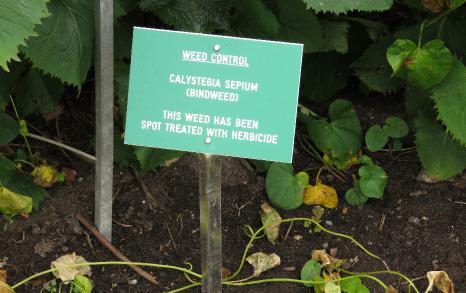 WEED CONTROL
CALYSTEGIA SEPIUM
(BINDWEED)
THIS WEED HAS BEEN
SPOT TREATED WITH HERBICIDE